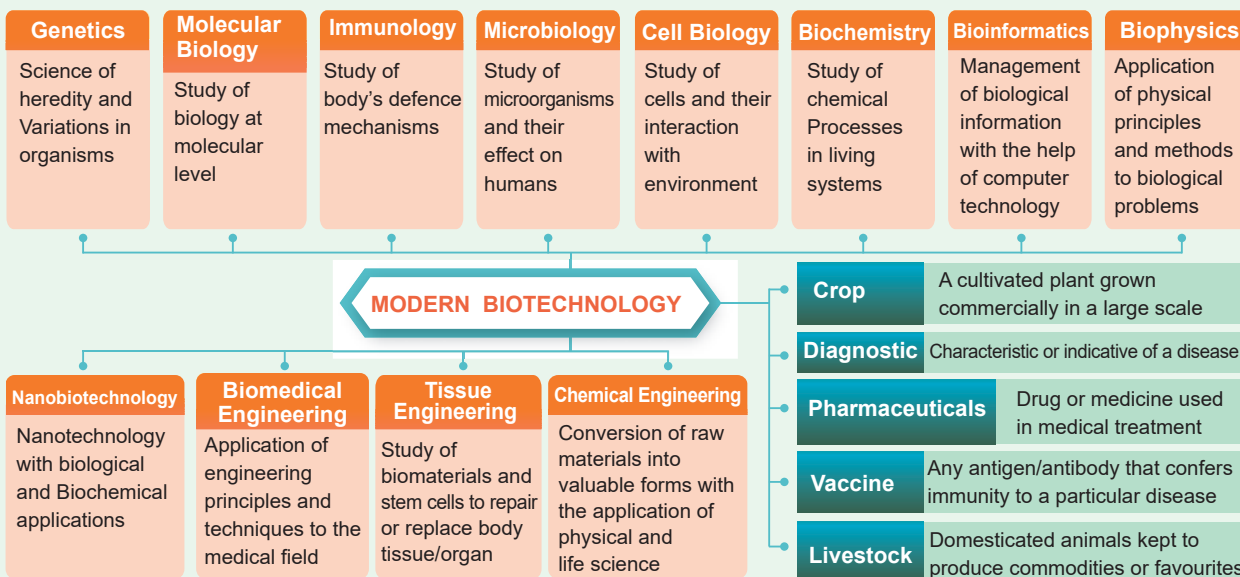 Genetics
Science of
heredity and
Variations in
organisms
Molecular
Biology
Study of
biology at
molecular
level
Immunology
Study of
body's defence
mechanisms
Microbiology
Study of
microorganisms
and their
effect on
humans
Cell Biology
Study of
cells and their
interaction
with
environment
Biochemistry
Study of
chemical
Processes
in living
systems
Bioinformatics
Management
of biological
information
with the help
of computer
technology
Biophysics
Application
of physical
principles
and methods
to biological
problems
MODERN BIOTECHNOLOGY
Crop
A cultivated plant grown
commercially in a large scale
Diagnostic
Characteristic or indicative of a disease
Pharmaceuticals
Drug or medicine used
in medical treatment
Vaccine
Any antigen/antibody that confers
immunity to a particular disease
Livestock
Domesticated animals kept to
produce commodities or favourites
Nanobiotechnology
Nanotechnology
with biological
and Biochemical
applications
Biomedical
Engineering
Application of
engineering
principles and
techniques to the
medical field
Tissue
Engineering
Study of
biomaterials and
stem cells to repair
or replace body
tissue/organ
Chemical Engineering
Conversion of raw
materials into
valuable forms with
the application of
physical and
life science